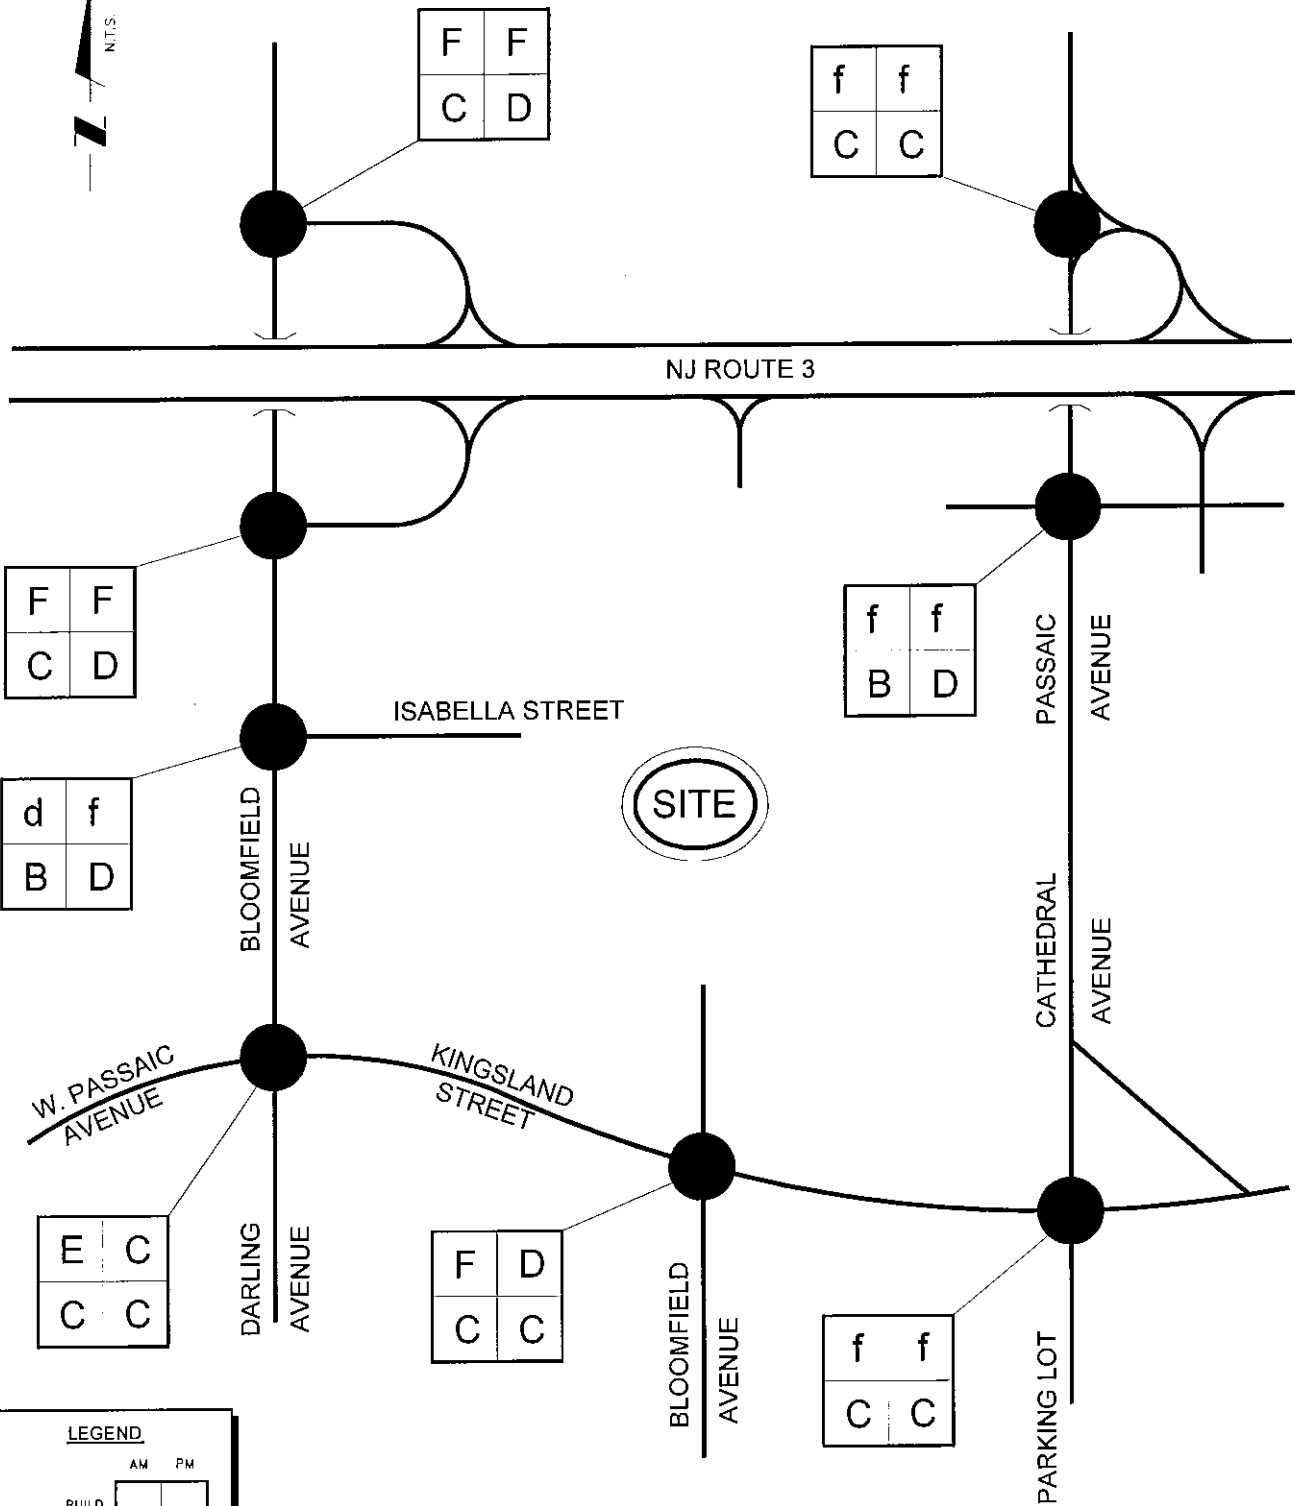 N.T.S.
F F
C D
f f
C C
NJ ROUTE 3
F F
C D
f f
B D
PASSAIC
AVENUE
ISABELLA STREET
d f
B D
SITE
BLOOMFIELD
AVENUE
CATHEDRAL
AVENUE
W. PASSAIC
AVENUE
KINGSLAND
STREET
E C
C C
DARLING
AVENUE
F D
C C
BLOOMFIELD
AVENUE
f f
C C
PARKING LOT
LEGEND
AM PM
BUILD